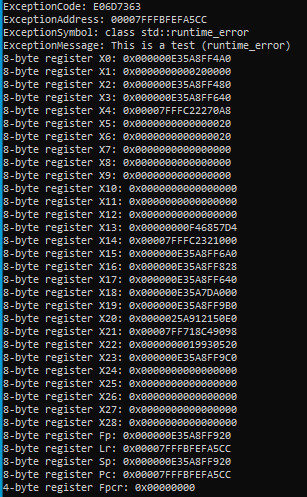 ExceptionCode: E06D7363
ExceptionAddress: 00007FFFBFEFA5CC
ExceptionSymbol: class std::runtime_error
ExceptionMessage: This is a test (runtime_error)
8-byte register X0: 0x000000E35A8FF4A0
8-byte register X1: 0x0000000000200000
8-byte register X2: 0x000000E35A8FF480
8-byte register X3: 0x000000E35A8FF640
8-byte register X4: 0x00007FFFC22270A8
8-byte register X5: 0x0000000000000020
8-byte register X6: 0x0000000000000020
8-byte register X7: 0x0000000000000000
8-byte register X8: 0x0000000000000000
8-byte register X9: 0x0000000000000000
8-byte register X10: 0x0000000000000000
8-byte register X11: 0x0000000000000000
8-byte register X12: 0x0000000000000000
8-byte register X13: 0x00000000F46857D4
8-byte register X14: 0x00007FFFC2321000
8-byte register X15: 0x000000E35A8FF6A0
8-byte register X16: 0x000000E35A8FF828
8-byte register X17: 0x000000E35A8FF640
8-byte register X18: 0x000000E35A7DA000
8-byte register X19: 0x000000E35A8FF9B0
8-byte register X20: 0x0000025A912150E0
8-byte register X21: 0x00007FF718C49098
8-byte register X22: 0x0000000019930520
8-byte register X23: 0x000000E35A8FF9C0
8-byte register X24: 0x0000000000000000
8-byte register X25: 0x0000000000000000
8-byte register X26: 0x0000000000000000
8-byte register X27: 0x0000000000000000
8-byte register X28: 0x0000000000000000
8-byte register Fp: 0x000000E35A8FF920
8-byte register Lr: 0x00007FFFBFEFA5CC
8-byte register Sp: 0x000000E35A8FF920
8-byte register Pc: 0x00007FFFBFEFA5CC
4-byte register Fpcr: 0x00000000